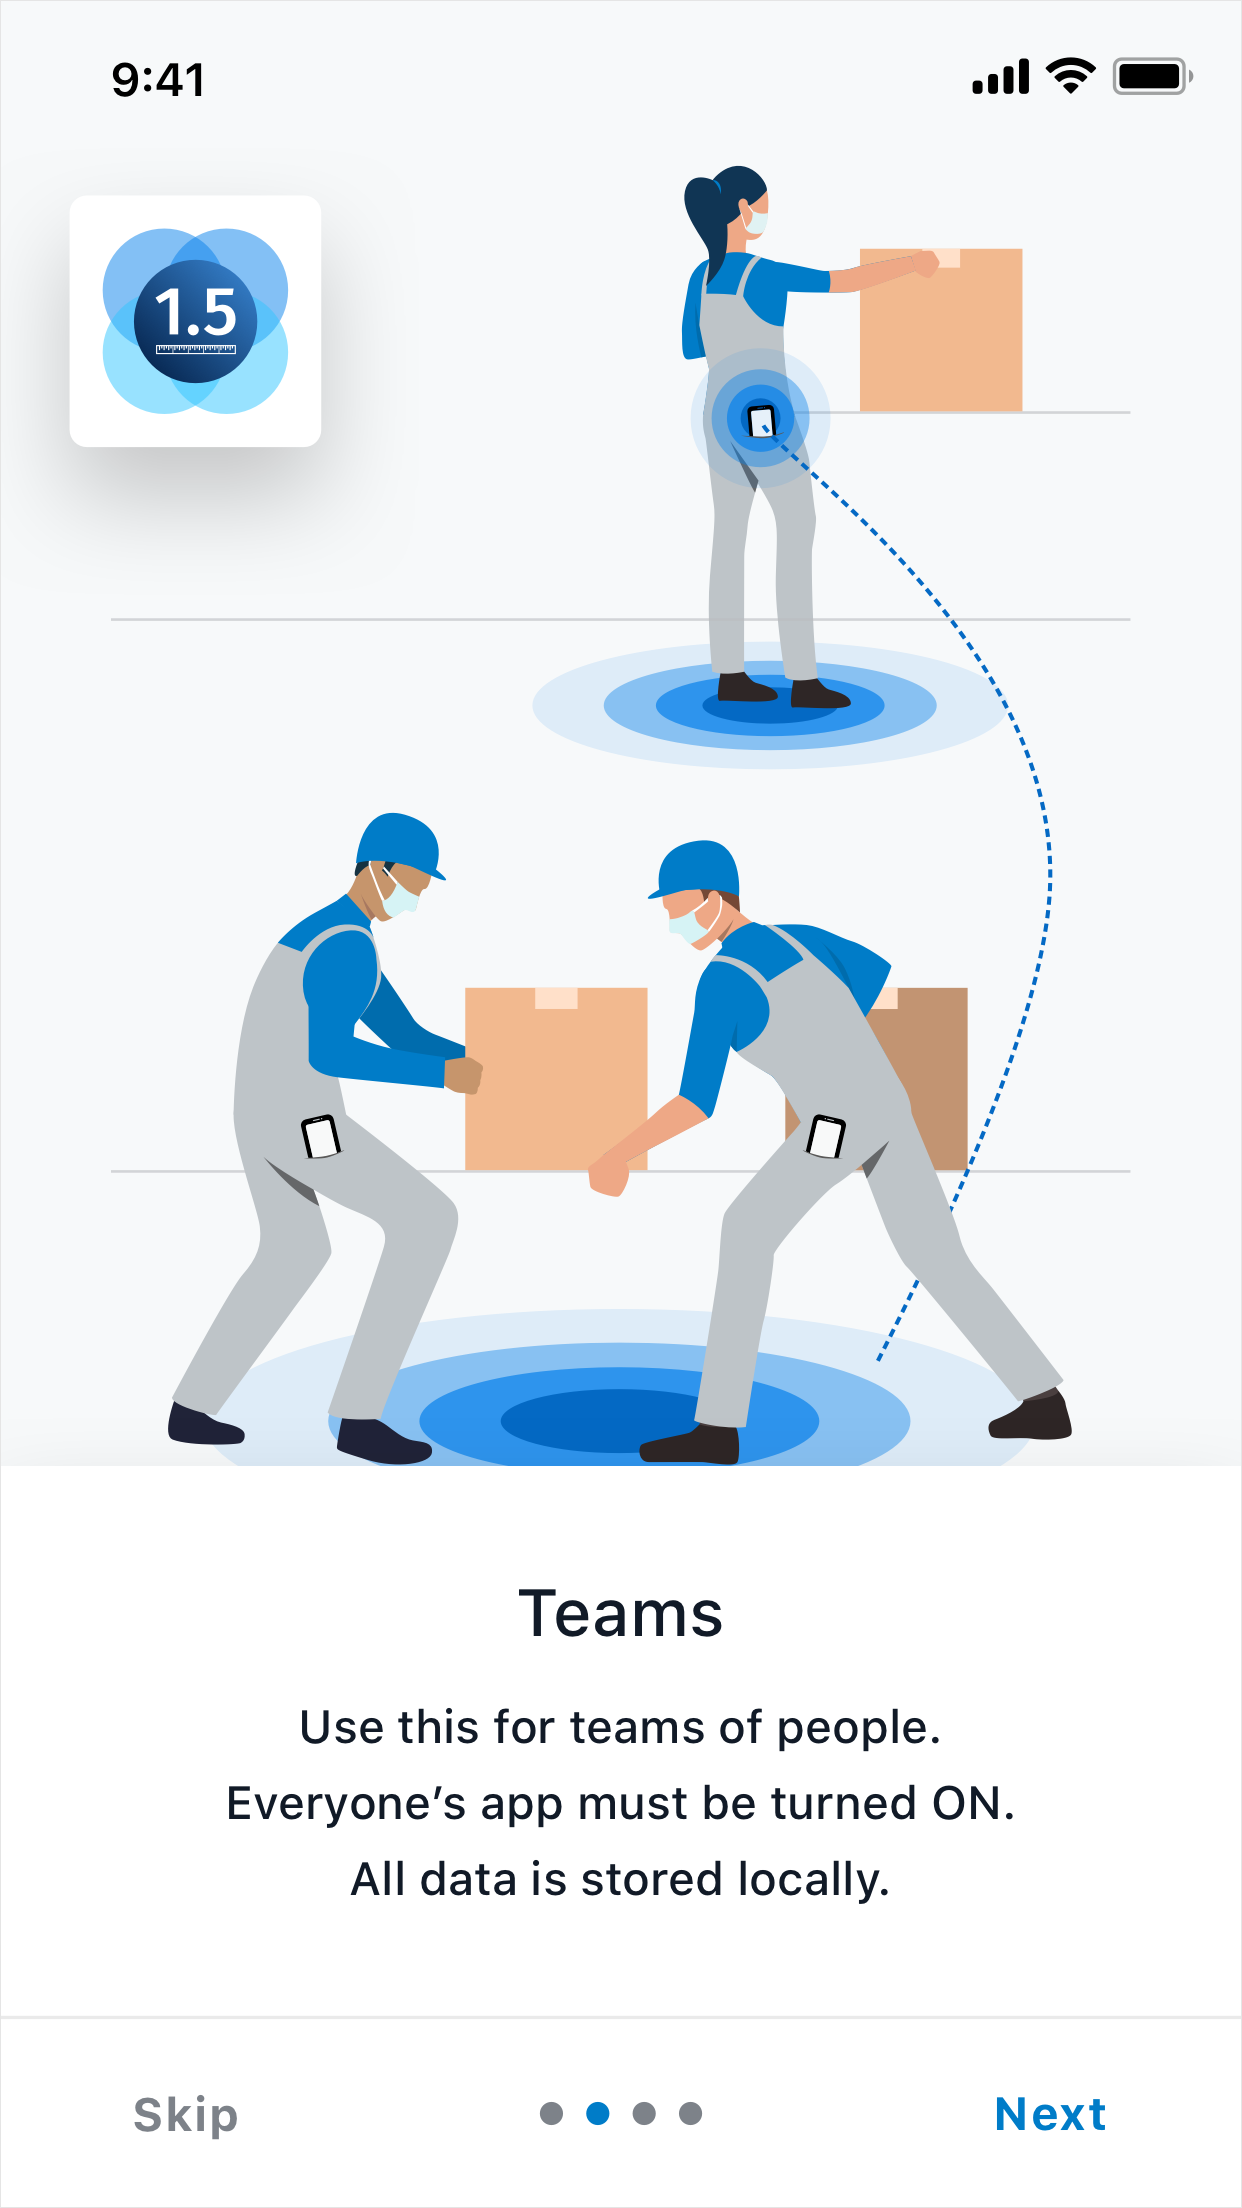 9:41
1.5
Teams
Use this for teams of people.
Everyone’s app must be turned ON.
All data is stored locally.
Skip
Next